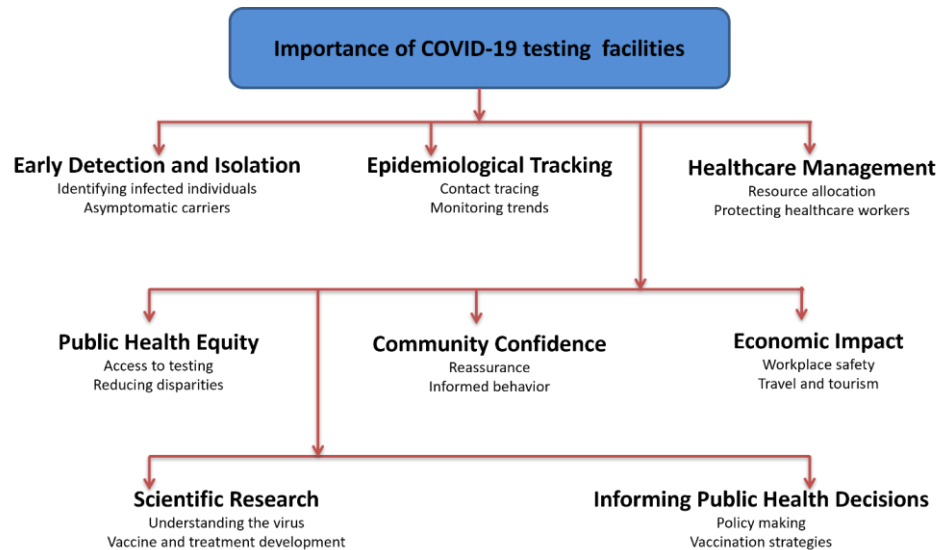 Importance of COVID-19 testing facilities
Early Detection and Isolation
Identifying infected individuals
Asymptomatic carriers
Epidemiological Tracking
Contact tracing
Monitoring trends
Healthcare Management
Resource allocation
Protecting healthcare workers
Public Health Equity
Access to testing
Reducing disparities
Community Confidence
Reassurance
Informed behavior
Economic Impact
Workplace safety
Travel and tourism
Scientific Research
Understanding the virus
Vaccine and treatment development
Informing Public Health Decisions
Policy making
Vaccination strategies